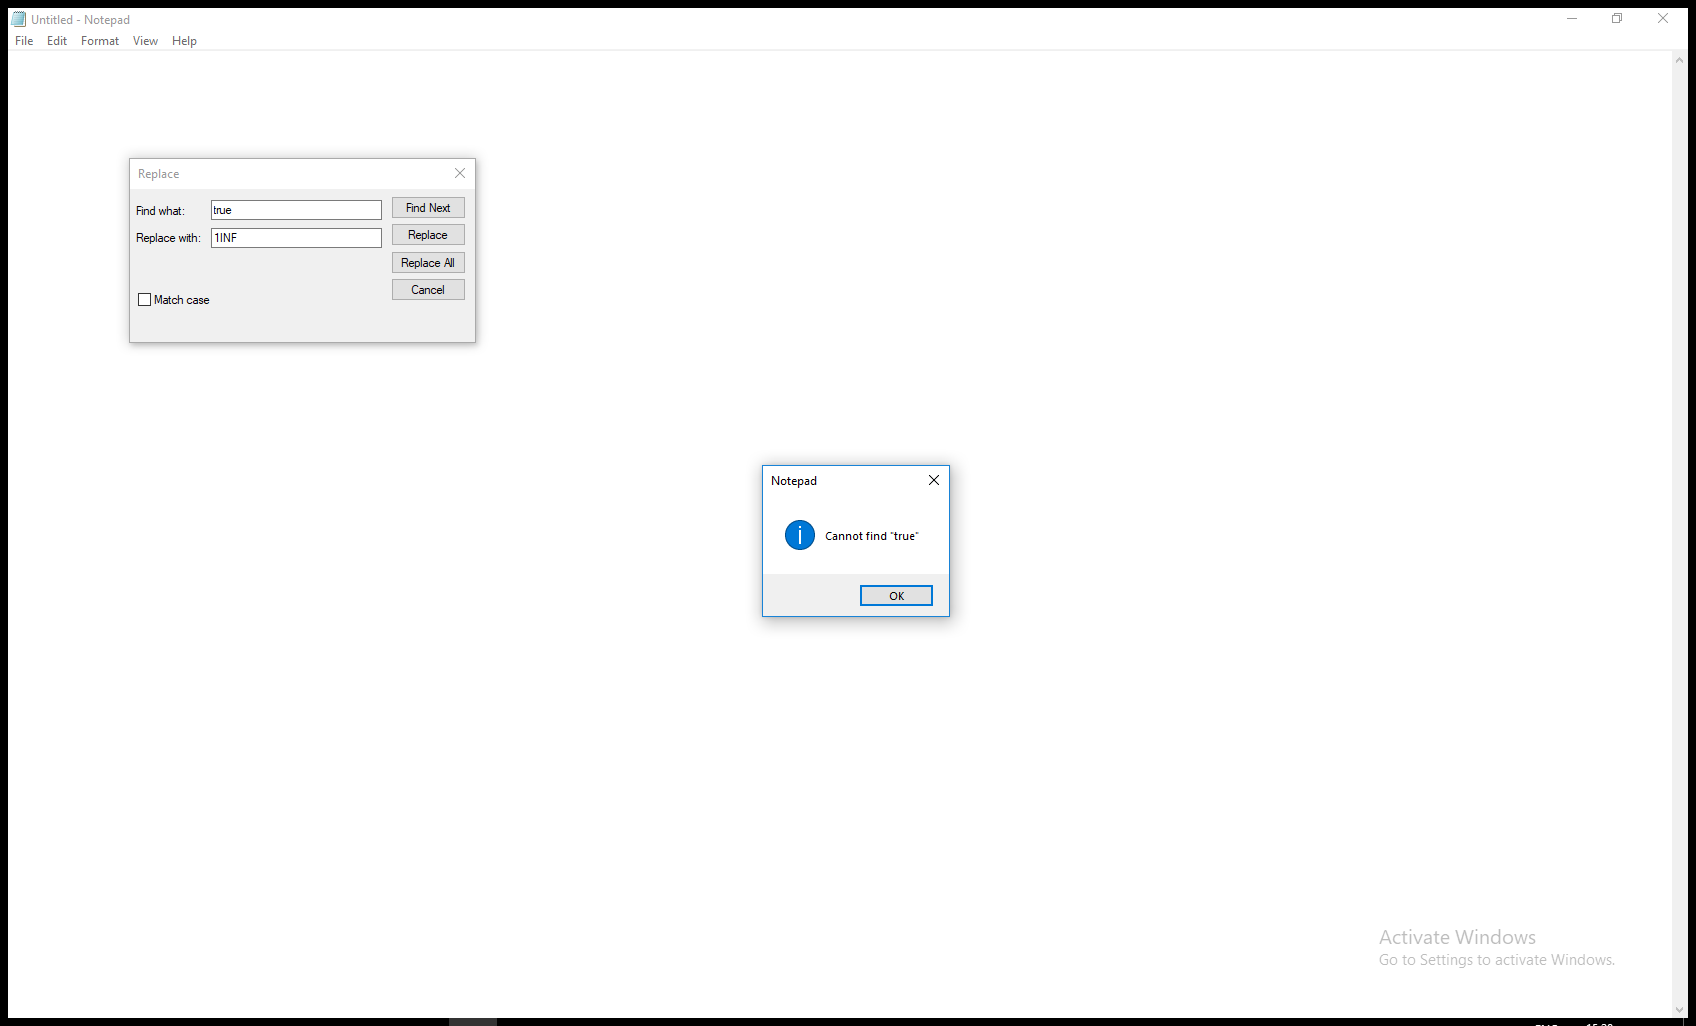 Untitled - Notepad
File Edit Format View Help
Replace
Find what: true Find Next
Replace with: 1INF Replace
Replace All
Cancel
Match case
Notepad
Cannot find "true"
OK
Activate Windows
Go to Settings to activate Windows.